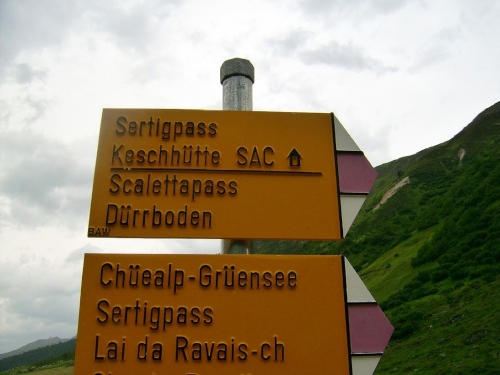 Sertigpass
Keschhütte SAC
Scalettapass
Dürrboden
BAW
Chüealp-Grüensee
Sertigpass
Lai da Ravais-ch